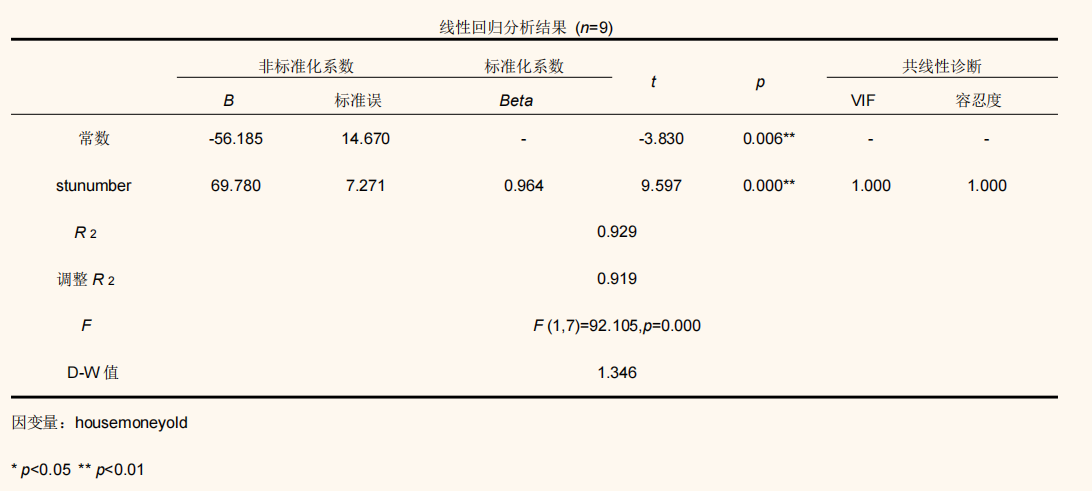 线性回归分析结果 (n=9)
非标准化系数 标准化系数 t p 共线性诊断
B 标准误 Beta VIF 容忍度
常数 -56.185 14.670 - -3.830 0.006** - -
stunumber 69.780 7.271 0.964 9.597 0.000** 1.000 1.000
R 2 0.929
调整 R 2 0.919
F F (1,7)=92.105,p=0.000
D-W 值 1.346
因变量：housemoneyold
* p<0.05 ** p<0.01